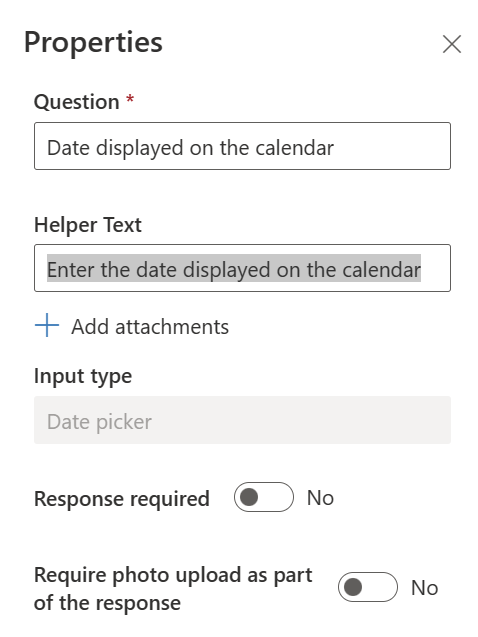 Properties
Question *
Date displayed on the calendar
Helper Text
Enter the date displayed on the calendar
Add attachments
Input type
Date picker
Response required No
Require photo upload as part
of the response No